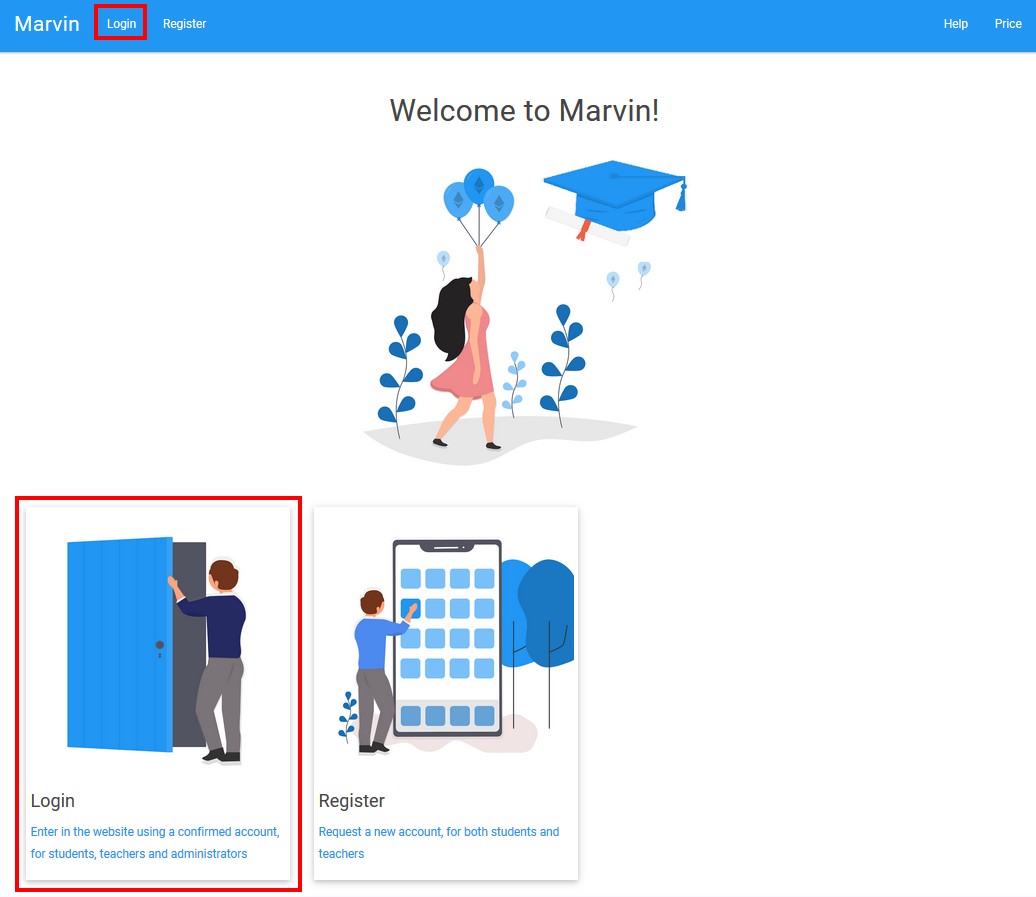 Marvin Login Register Help Price
Welcome to Marvin!
Login
Enter in the website using a confirmed account,
for students, teachers and administrators
Register
Request a new account, for both students and
teachers